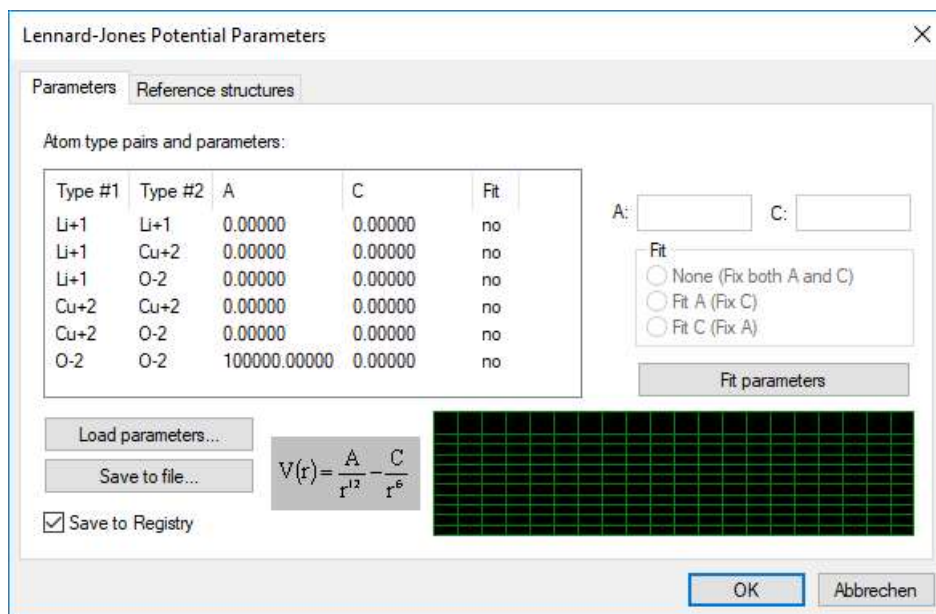 Lennard-Jones Potential Parameters
Parameters Reference structures
Atom type pairs and parameters:
Type #1 Type #2 A C Fit
Li+1 Li+1 0.00000 0.00000 no
Li+1 Cu+2 0.00000 0.00000 no
Li+1 O-2 0.00000 0.00000 no
Cu+2 Cu+2 0.00000 0.00000 no
Cu+2 O-2 0.00000 0.00000 no
O-2 O-2 100000.00000 0.00000 no
A: C:
Fit
None (Fix both A and C)
Fit A (Fix C)
Fit C (Fix A)
Fit parameters
Load parameters...
Save to file...
V(r)=A/r^12-C/r^6
Save to Registry
OK Abbrechen